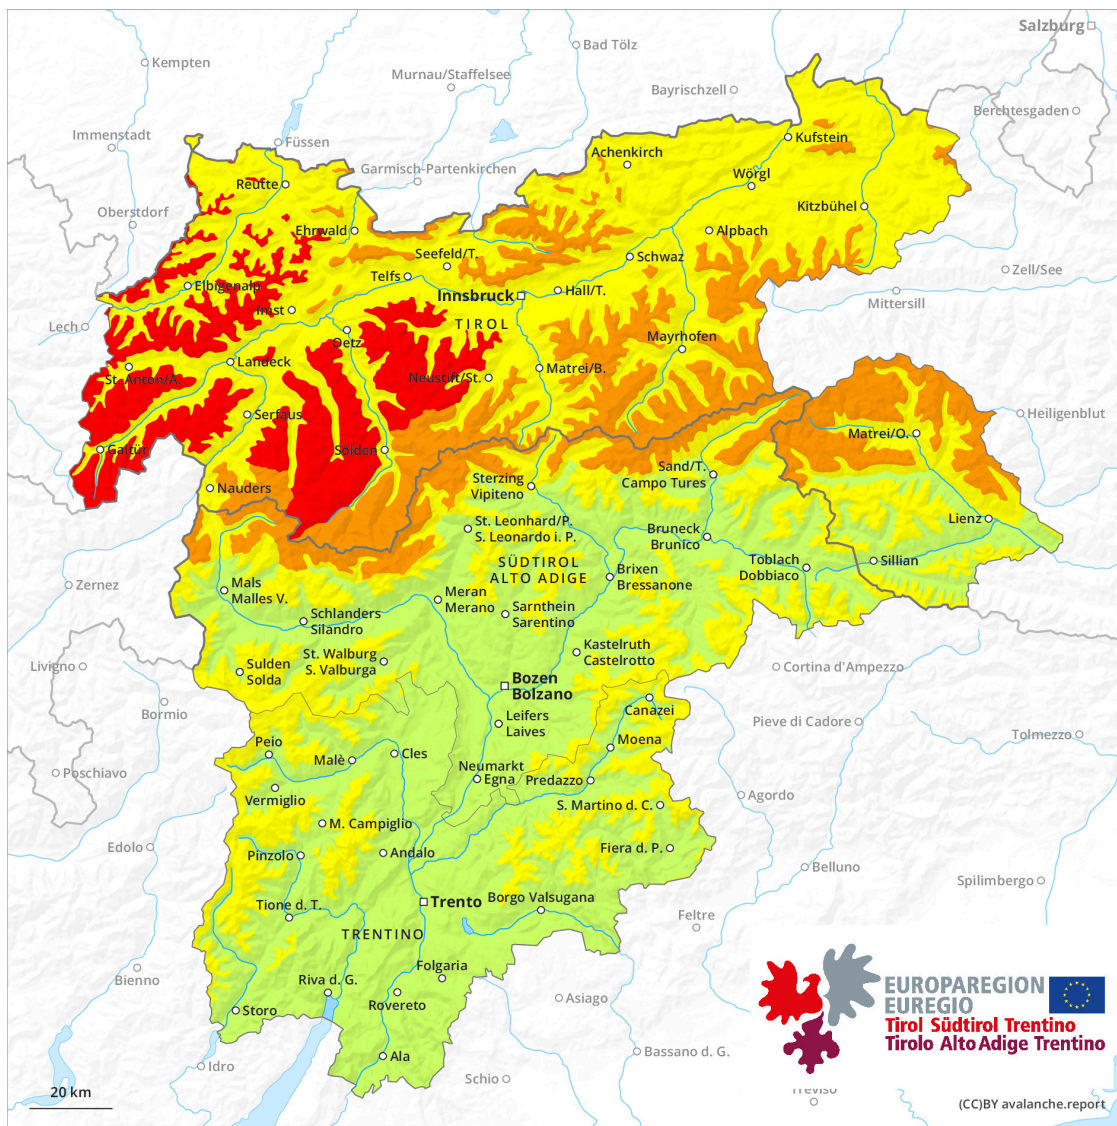 Salzburg
Bad Tölz
Kempten
Murnau/Staffelsee
Bayrischzell
Berchtesgaden
Immenstadt
Füssen
Kufstein
Achenkirch
Garmisch-Partenkirchen
Wörgl
Reutte
Oberstdorf
Kitzbühel
Ehrwald
Alpbach
Seefeld/T.
Schwaz
Telfs
Zell/See
Elbigenalp
Innsbruck
Hall/T.
Mittersill
Imst
Lech
TIROL
Mayrhofen
Oetz
Landeck
Matrei/B.
St. Anton/A.
Neustift/St.
Serfaus
Heiligenblut
Matrei/O.
Galtür
Sölden
Sand/T.
Campo Tures
Sterzing
Vipiteno
Nauders
Lienz
St. Leonhard/P.
S. Leonardo i. P.
Bruneck
Brunico
SÜDTIROL
ALTO ADIGE
Toblach
Dobbiaco
Sillian
Brixen
Bressanone
Zernez
Mals
Malles V.
Meran
Merano
Schlanders
Silandro
Sarnthein
Sarentino
Kastelruth
Castelrotto
St. Walburg
S. Valburga
Livigno
Sulden
Solda
Cortina d'Ampezzo
Bozen
Bolzano
Bormio
Canazei
Leifers
Laives
Pieve di Cadore
Tolmezzo
Moena
Peio
Cles
Malè
Neumarkt
Egna
Predazzo
Poschiavo
Vermiglio
Agordo
S. Martino d. C.
M. Campiglio
Edolo
Fiera d. P.
Pinzolo
Andalo
Belluno
Spilimbergo
Borgo Valsugana
Trento
Tione d. T.
Feltre
TRENTINO
Folgaria
Bienno
Riva d. G.
Rovereto
Asiago
Storo
EUROPAREGION
EUREGIO
Tirol Südtirol Trentino
Tirolo Alto Adige Trentino
Ala
Bassano d. G.
Idro
Schio
Treviso
20 km
(CC)BY avalanche.report